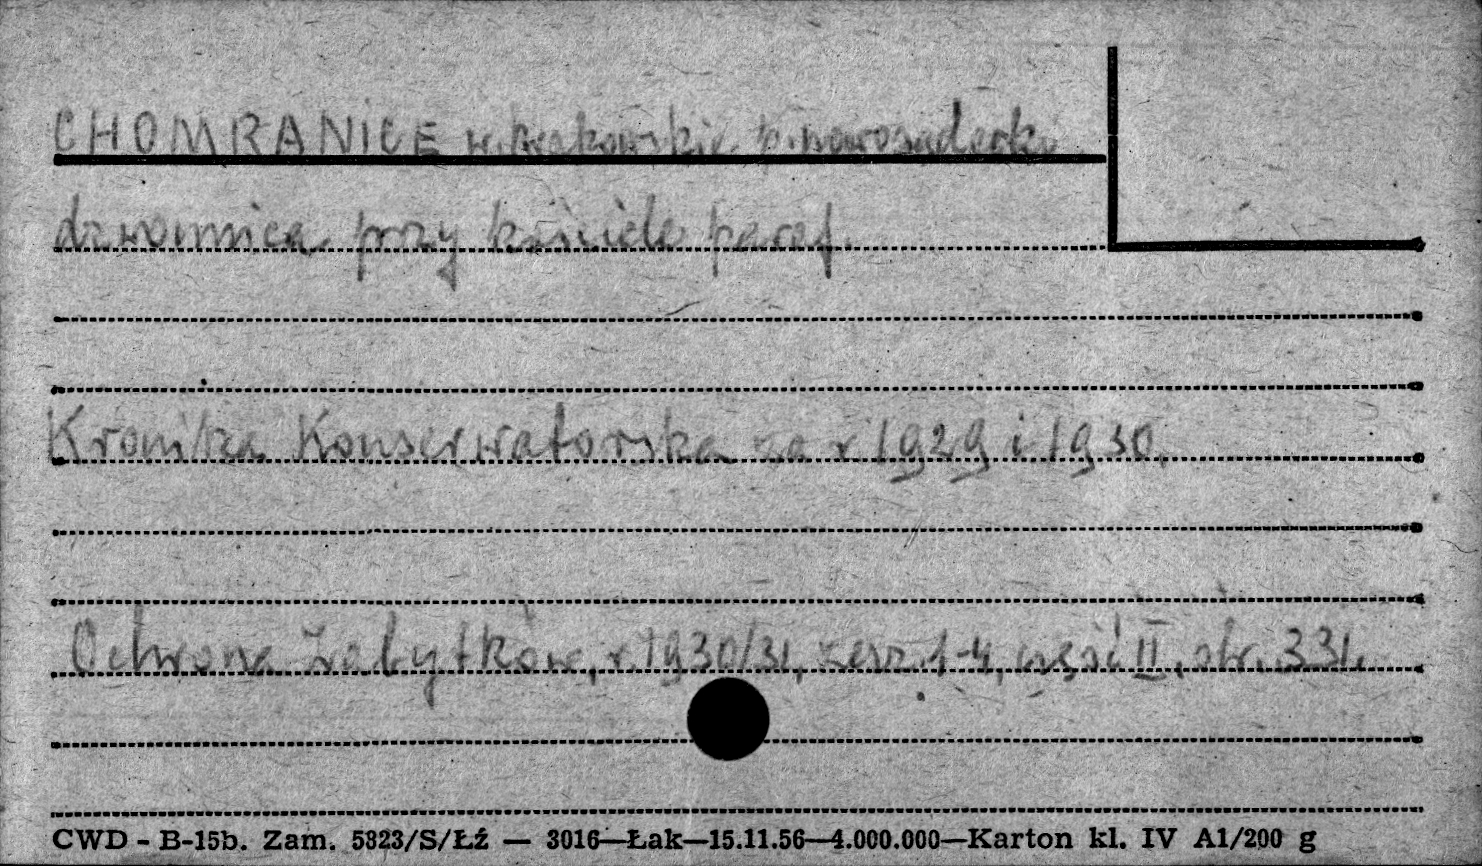 CHOMRANICE w. krakowskie p. nowosądecki
dzwonnica przy kościele paraf.
Kronika Konserwatorska za r 1929 i 1930.
Ochrona Zabytków, r 1930/31, zesz. 1-4, część II, str. 331.
CWD - B-15b. Zam. 5823/S/Łź — 3016—Łak—15.11.56—4.000.000—Karton kl. IV A1/200 g